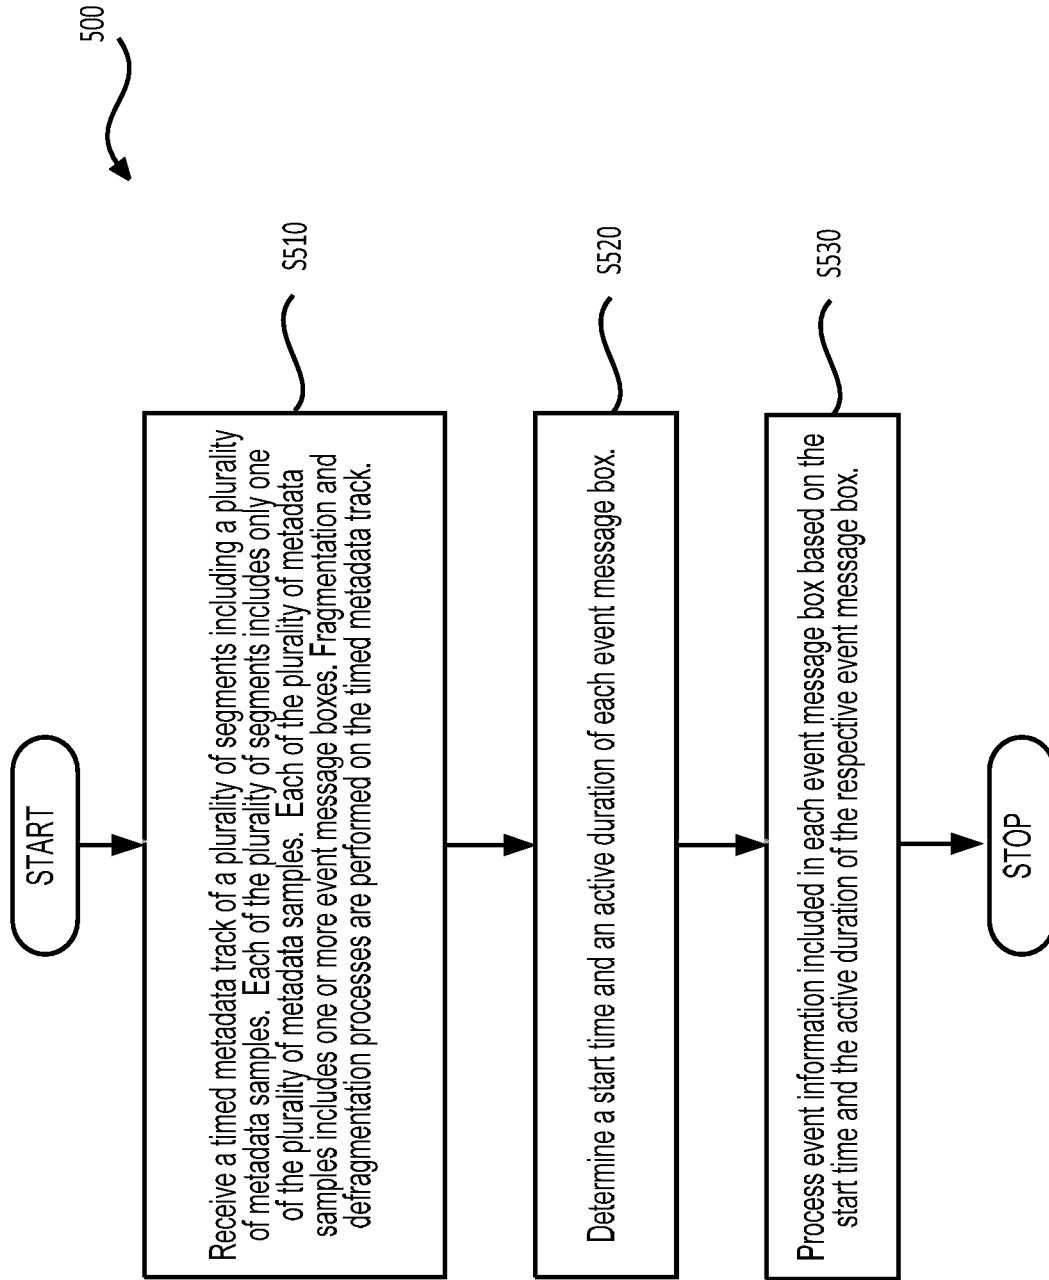 500
START
Receive a timed metadata track of a plurality of segments including a plurality
of metadata samples. Each of the plurality of segments includes only one
of the plurality of metadata samples. Each of the plurality of metadata
samples includes one or more event message boxes. Fragmentation and
defragmentation processes are performed on the timed metadata track.
S510
Determine a start time and an active duration of each event message box.
S520
Process event information included in each event message box based on the
start time and the active duration of the respective event message box.
S530
STOP